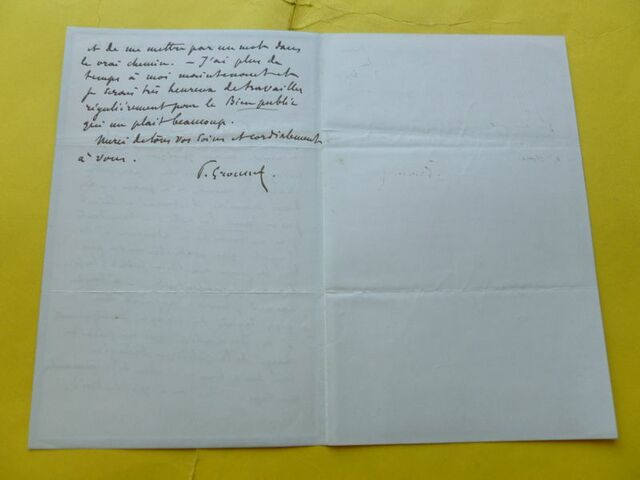 et de me mettre par un mot dans
le vrai chemin. – J'ai plus de
temps à moi maintenant et
je serais très heureux de travailler
régulièrement pour le Bien public
qui me plait beaucoup.
Merci de tous vos soins et cordialement
à vous.
P. Grousset.